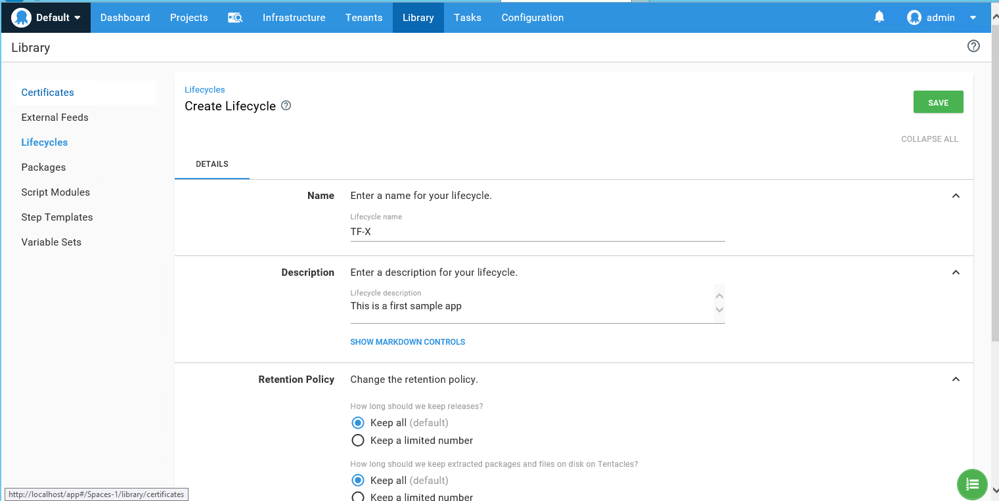 Default Dashboard Projects Infrastructure Tenants Library Tasks Configuration admin
Library
Certificates
External Feeds
Lifecycles
Packages
Script Modules
Step Templates
Variable Sets
Lifecycles
Create Lifecycle
SAVE
COLLAPSE ALL
DETAILS
Name Enter a name for your lifecycle.
Lifecycle name
TF-X
Description Enter a description for your lifecycle.
Lifecycle description
This is a first sample app
SHOW MARKDOWN CONTROLS
Retention Policy Change the retention policy.
How long should we keep releases?
Keep all (default)
Keep a limited number
How long should we keep extracted packages and files on disk on Tentacles?
Keep all (default)
Keep a limited number
http://localhost/app#/Spaces-1/library/certificates